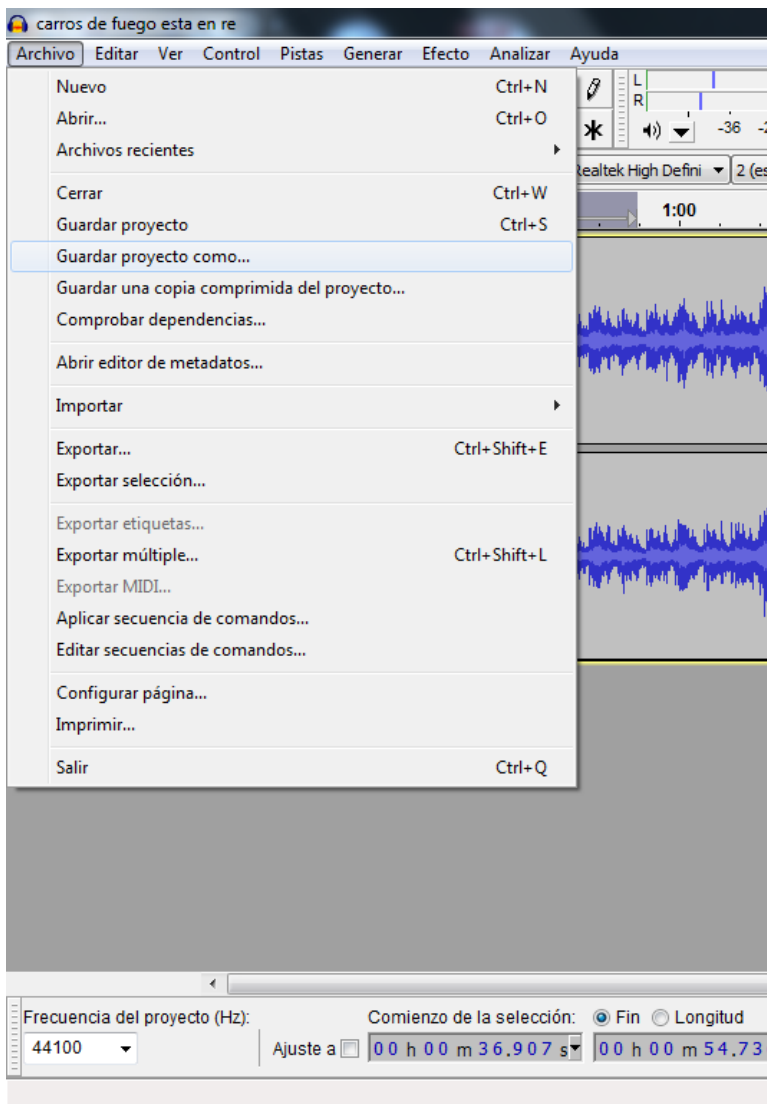 carros de fuego esta en re
Archivo Editar Ver Control Pistas Generar Efecto Analizar Ayuda
Nuevo Ctrl+N
Abrir... Ctrl+O
Archivos recientes
Cerrar Ctrl+W
Guardar proyecto Ctrl+S
Guardar proyecto como...
Guardar una copia comprimida del proyecto...
Comprobar dependencias...
Abrir editor de metadatos...
Importar
Exportar... Ctrl+Shift+E
Exportar selección...
Exportar etiquetas...
Exportar múltiple... Ctrl+Shift+L
Exportar MIDI...
Aplicar secuencia de comandos...
Editar secuencias de comandos...
Configurar página...
Imprimir...
Salir Ctrl+Q
L
R
-36
Realtek High Defini 2 (es
1:00
Frecuencia del proyecto (Hz): Comienzo de la selección: Fin Longitud
44100 Ajuste a 00 h 00 m 36.907 s 00 h 00 m 54.73